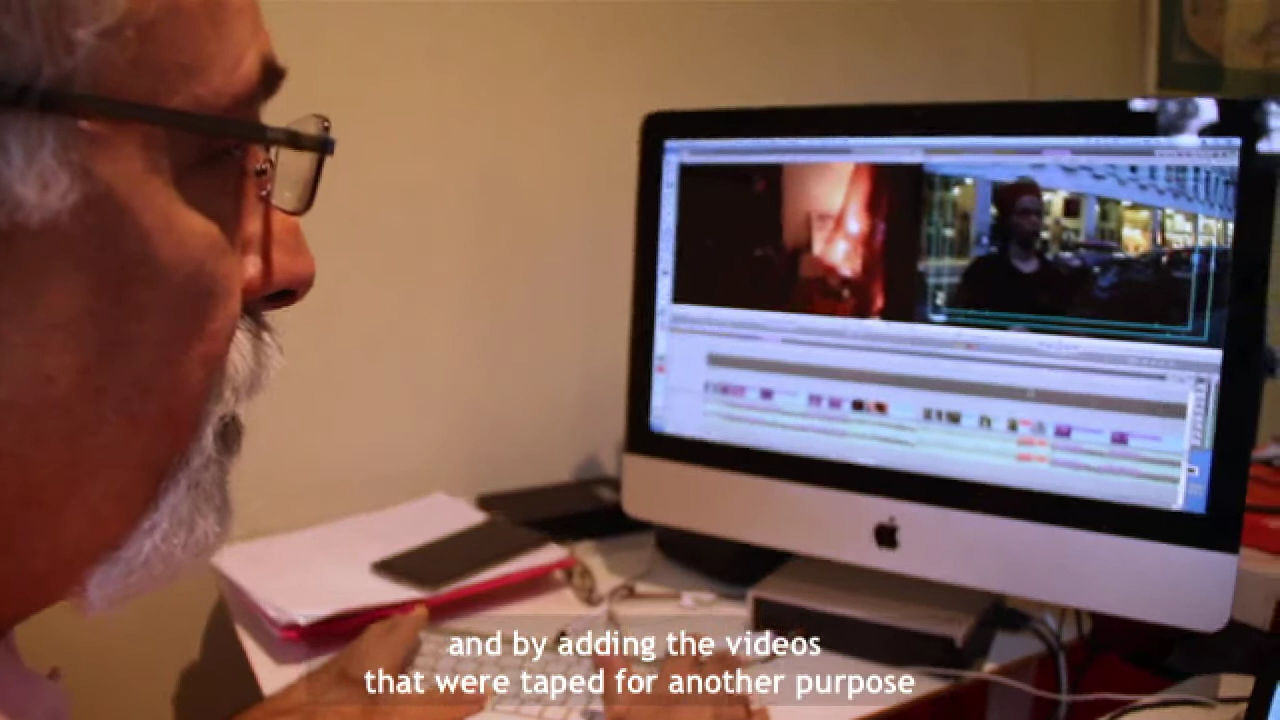 and by adding the videos
that were taped for another purpose